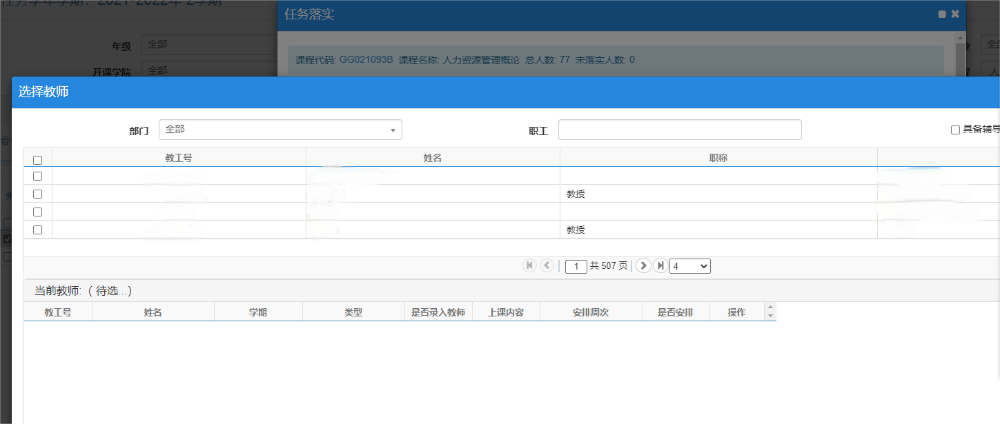 任务学年学期：2021-2022年 2学期
任务落实
年级 全部
课程代码: GG021093B 课程名称: 人力资源管理概论 总人数: 77 未落实人数: 0
开课学院 全部
选择教师
部门 全部 职工 具备辅导
教工号 姓名 职称
教授
教授
1 共 507 页 4
当前教师: （ 待选...）
教工号 姓名 学期 类型 是否录入教师 上课内容 安排周次 是否安排 操作